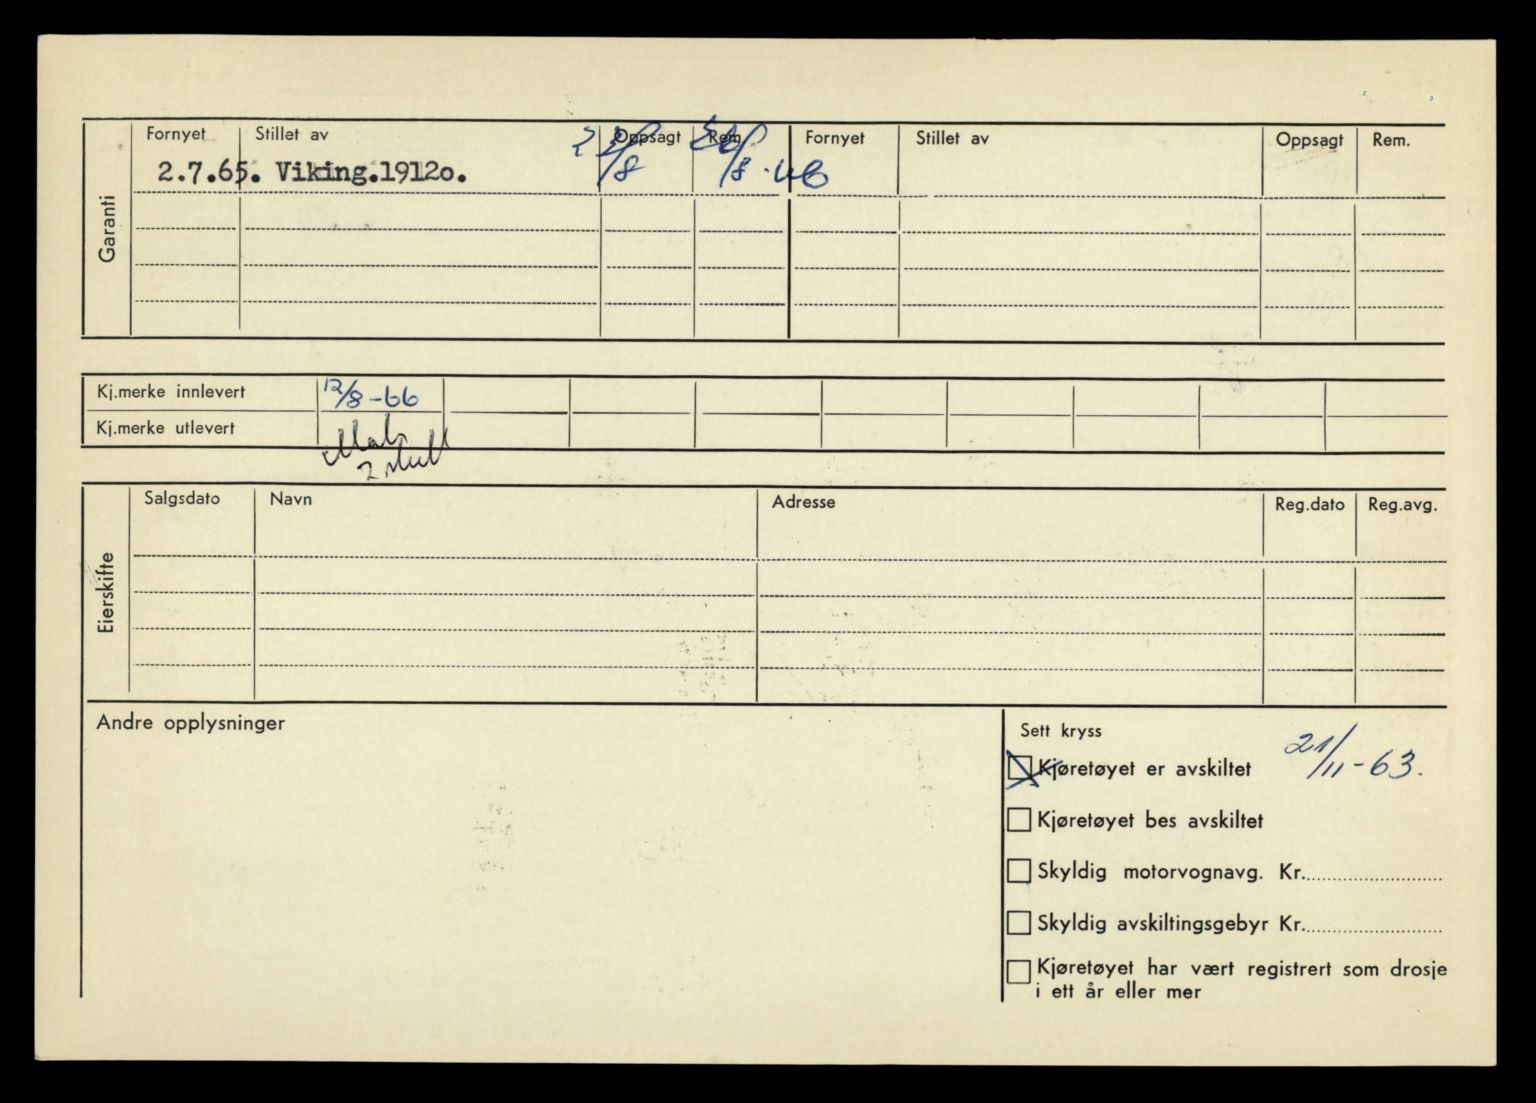 Garanti
Fornyet Stillet av Oppsagt Rem. Fornyet Stillet av Oppsagt Rem.
2.7.65. Viking.1912o. /8 /8.66
Kj.merke innlevert 12/8-66
Kj.merke utlevert
Eierskifte
Salgsdato Navn Adresse Reg.dato Reg.avg.
Andre opplysninger
Sett kryss
Kjøretøyet er avskiltet 21/11-63.
Kjøretøyet bes avskiltet
Skyldig motorvognavg. Kr.
Skyldig avskiltingsgebyr Kr.
Kjøretøyet har vært registrert som drosje
i ett år eller mer